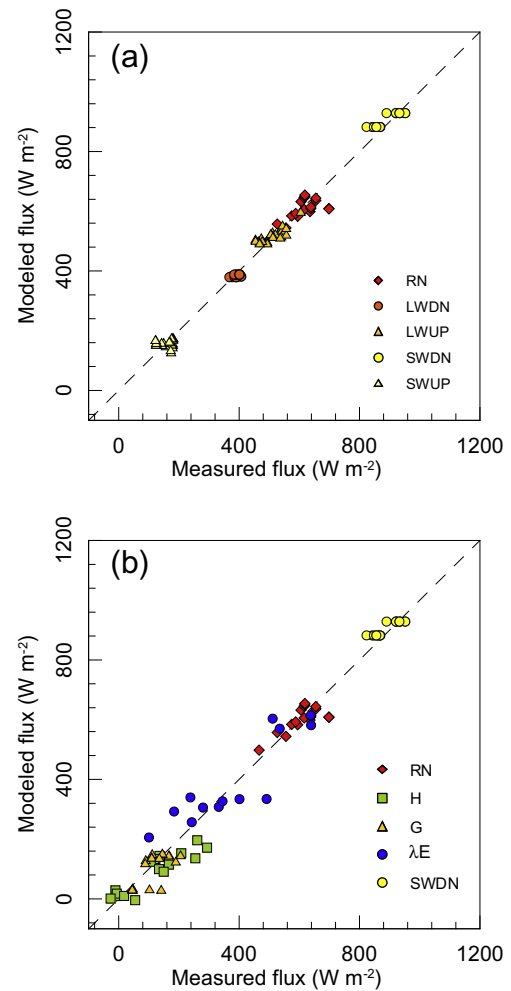 (a)
1200
800
400
0
Modeled flux (W m-2)
RN
LWDN
LWUP
SWDN
SWUP
0 400 800 1200
Measured flux (W m-2)
(b)
1200
800
400
0
Modeled flux (W m-2)
RN
H
G
λE
SWDN
0 400 800 1200
Measured flux (W m-2)